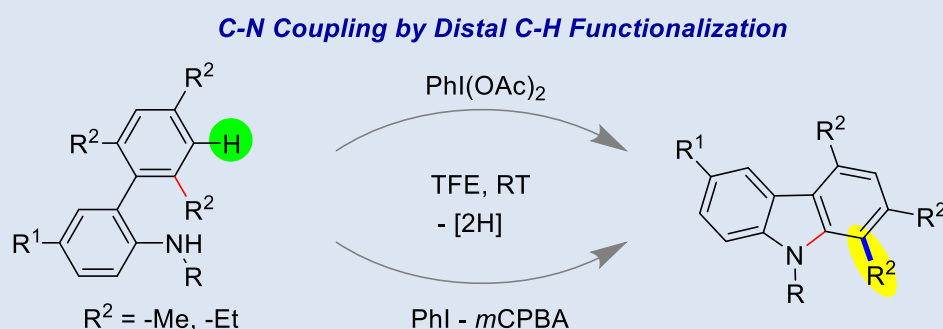 C-N Coupling by Distal C-H Functionalization
PhI(OAc)2
TFE, RT
- [2H]
PhI - mCPBA
R2
R2
H
R2
R1
NH
R
R2 = -Me, -Et
R2
R1
R2
N
R2
R